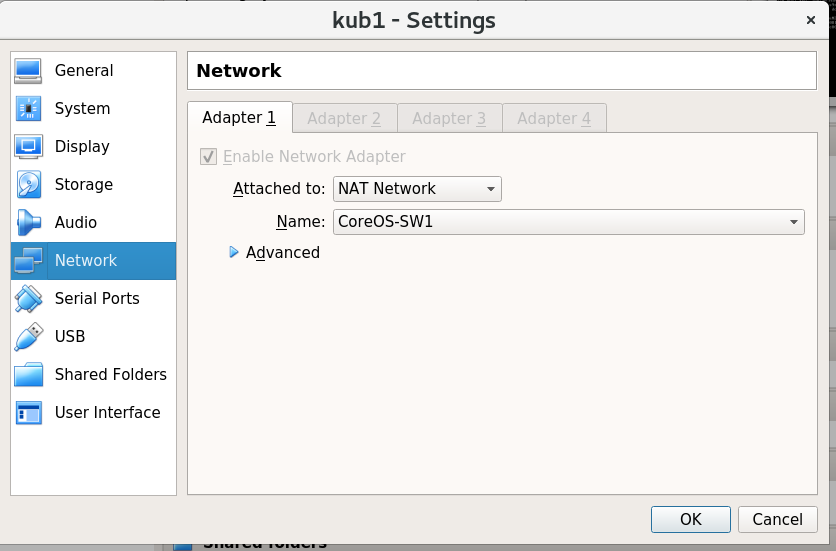 kub1 - Settings
×
General
System
Display
Storage
Audio
Network
Serial Ports
USB
Shared Folders
User Interface
Network
Adapter 1
Adapter 2
Adapter 3
Adapter 4
Enable Network Adapter
Attached to: NAT Network
Name: CoreOS-SW1
Advanced
OK
Cancel
Shared folders